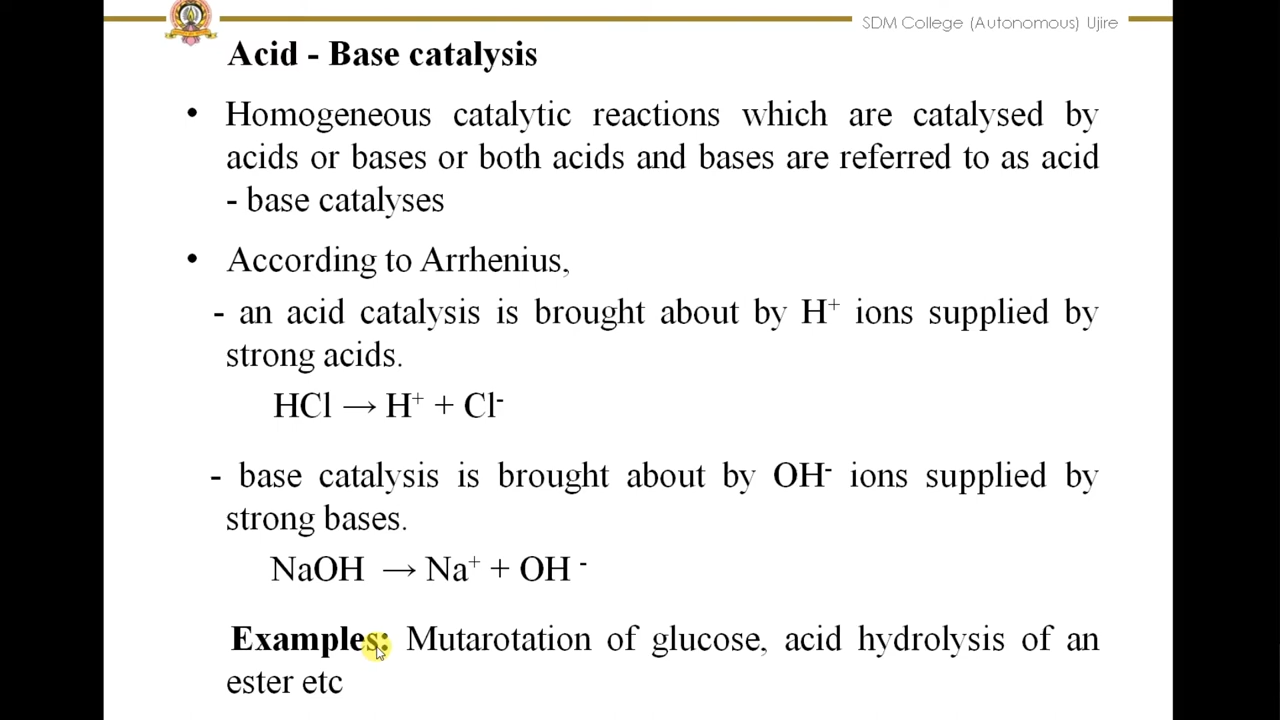 SDM College (Autonomous) Ujire
Acid - Base catalysis
• Homogeneous catalytic reactions which are catalysed by
acids or bases or both acids and bases are referred to as acid
- base catalyses
• According to Arrhenius,
- an acid catalysis is brought about by H⁺ ions supplied by
strong acids.
HCl → H⁺ + Cl⁻
- base catalysis is brought about by OH⁻ ions supplied by
strong bases.
NaOH → Na⁺ + OH ⁻
Examples: Mutarotation of glucose, acid hydrolysis of an
ester etc